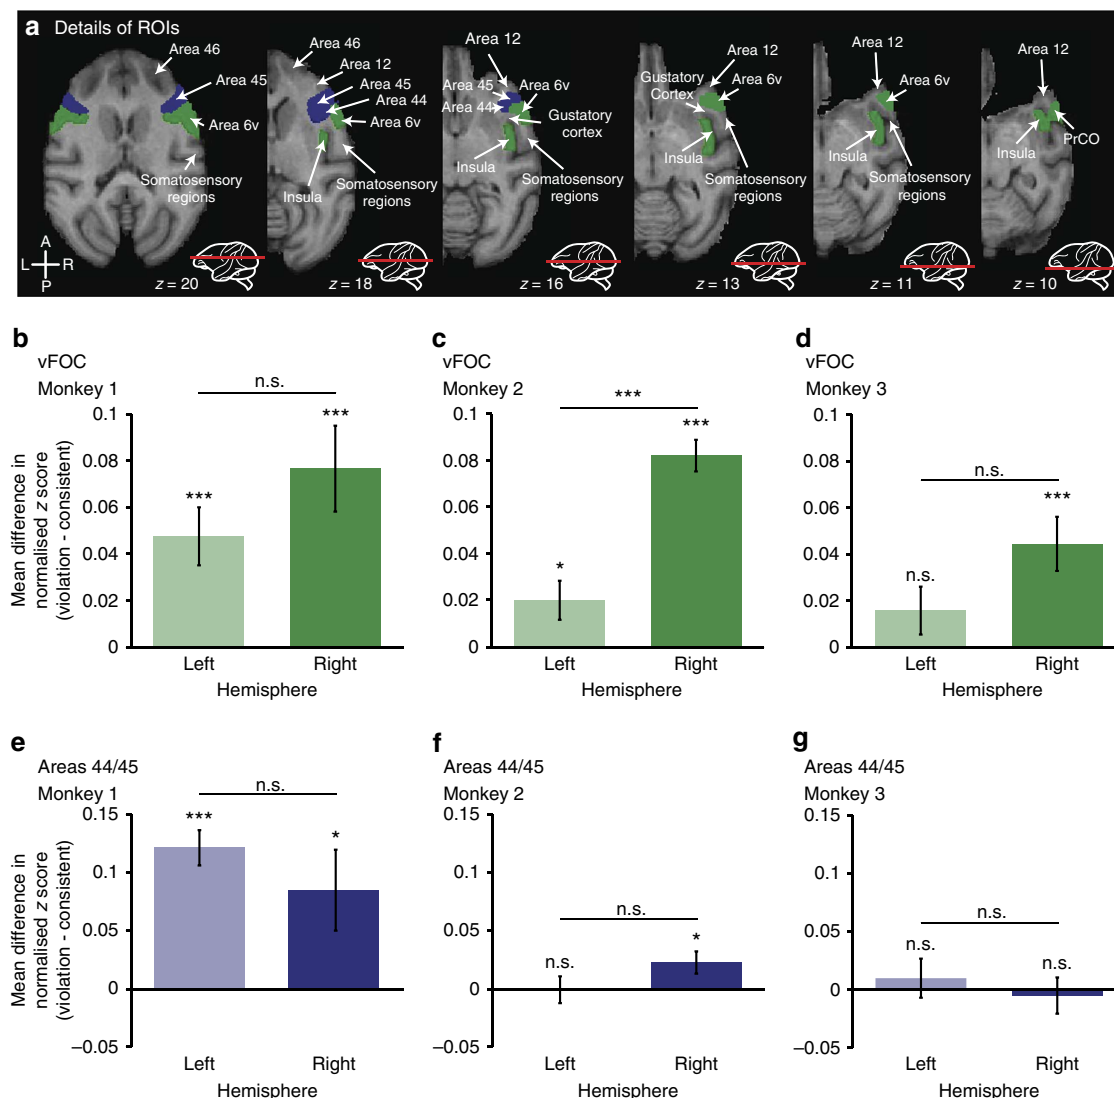 a Details of ROIs
Area 46
Area 45
Area 6v
Somatosensory
regions
A
L R
P
z = 20
Area 46
Area 12
Area 45
Area 44
Area 6v
Somatosensory
regions
Insula
z = 18
Area 12
Area 45
Area 6v
Area 44
Gustatory
cortex
Insula
Somatosensory
regions
z = 16
Area 12
Gustatory
Cortex
Area 6v
Insula
Somatosensory
regions
z = 13
Area 12
Area 6v
Insula
Somatosensory
regions
z = 11
Area 12
PrCO
Insula
z = 10
b
vFOC
Monkey 1
n.s.
***
***
0.1
0.08
0.06
0.04
0.02
0
Mean difference in
normalised z score
(violation - consistent)
Left Right
Hemisphere
c
vFOC
Monkey 2
***
***
*
0.1
0.08
0.06
0.04
0.02
0
Left Right
Hemisphere
d
vFOC
Monkey 3
n.s.
***
n.s.
0.1
0.08
0.06
0.04
0.02
0
Left Right
Hemisphere
e
Areas 44/45
Monkey 1
n.s.
***
*
0.15
0.1
0.05
0
–0.05
Mean difference in
normalised z score
(violation - consistent)
Left Right
Hemisphere
f
Areas 44/45
Monkey 2
n.s.
*
n.s.
0.15
0.1
0.05
0
–0.05
Left Right
Hemisphere
g
Areas 44/45
Monkey 3
n.s.
n.s.
n.s.
0.15
0.1
0.05
0
–0.05
Left Right
Hemisphere